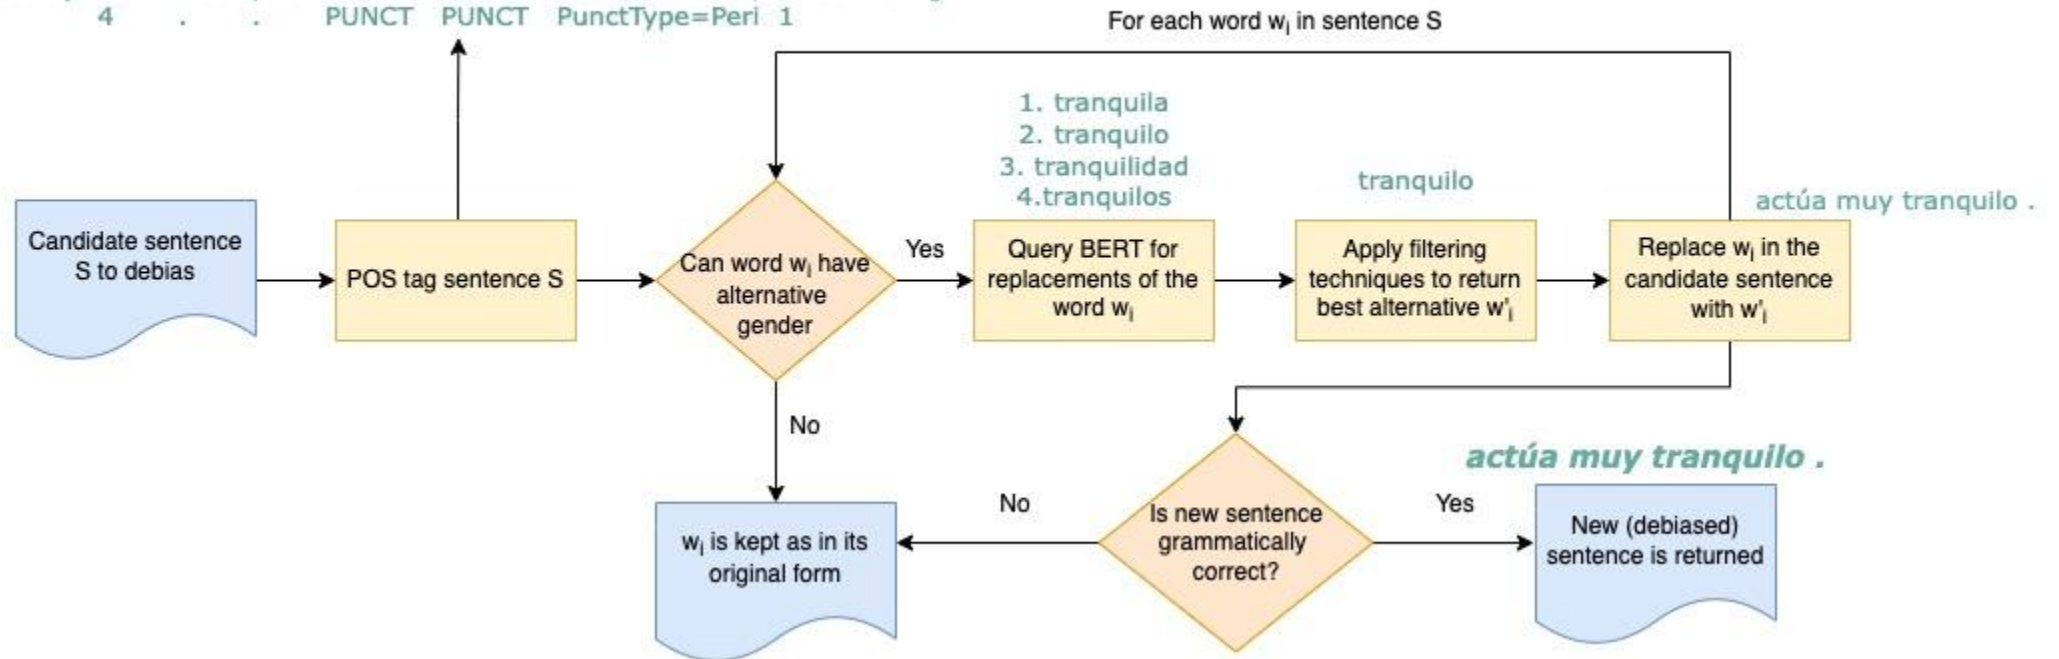 4 . . PUNCT PUNCT PunctType=Peri 1
For each word wi in sentence S
1. tranquila
2. tranquilo
3. tranquilidad
4.tranquilos
tranquilo
actúa muy tranquilo .
Candidate sentence
S to debias
POS tag sentence S
Can word wi have
alternative
gender
Yes
Query BERT for
replacements of the
word wi
Apply filtering
techniques to return
best alternative w'i
Replace wi in the
candidate sentence
with w'i
No
wi is kept as in its
original form
No
Is new sentence
grammatically
correct?
Yes
actúa muy tranquilo .
New (debiased)
sentence is returned